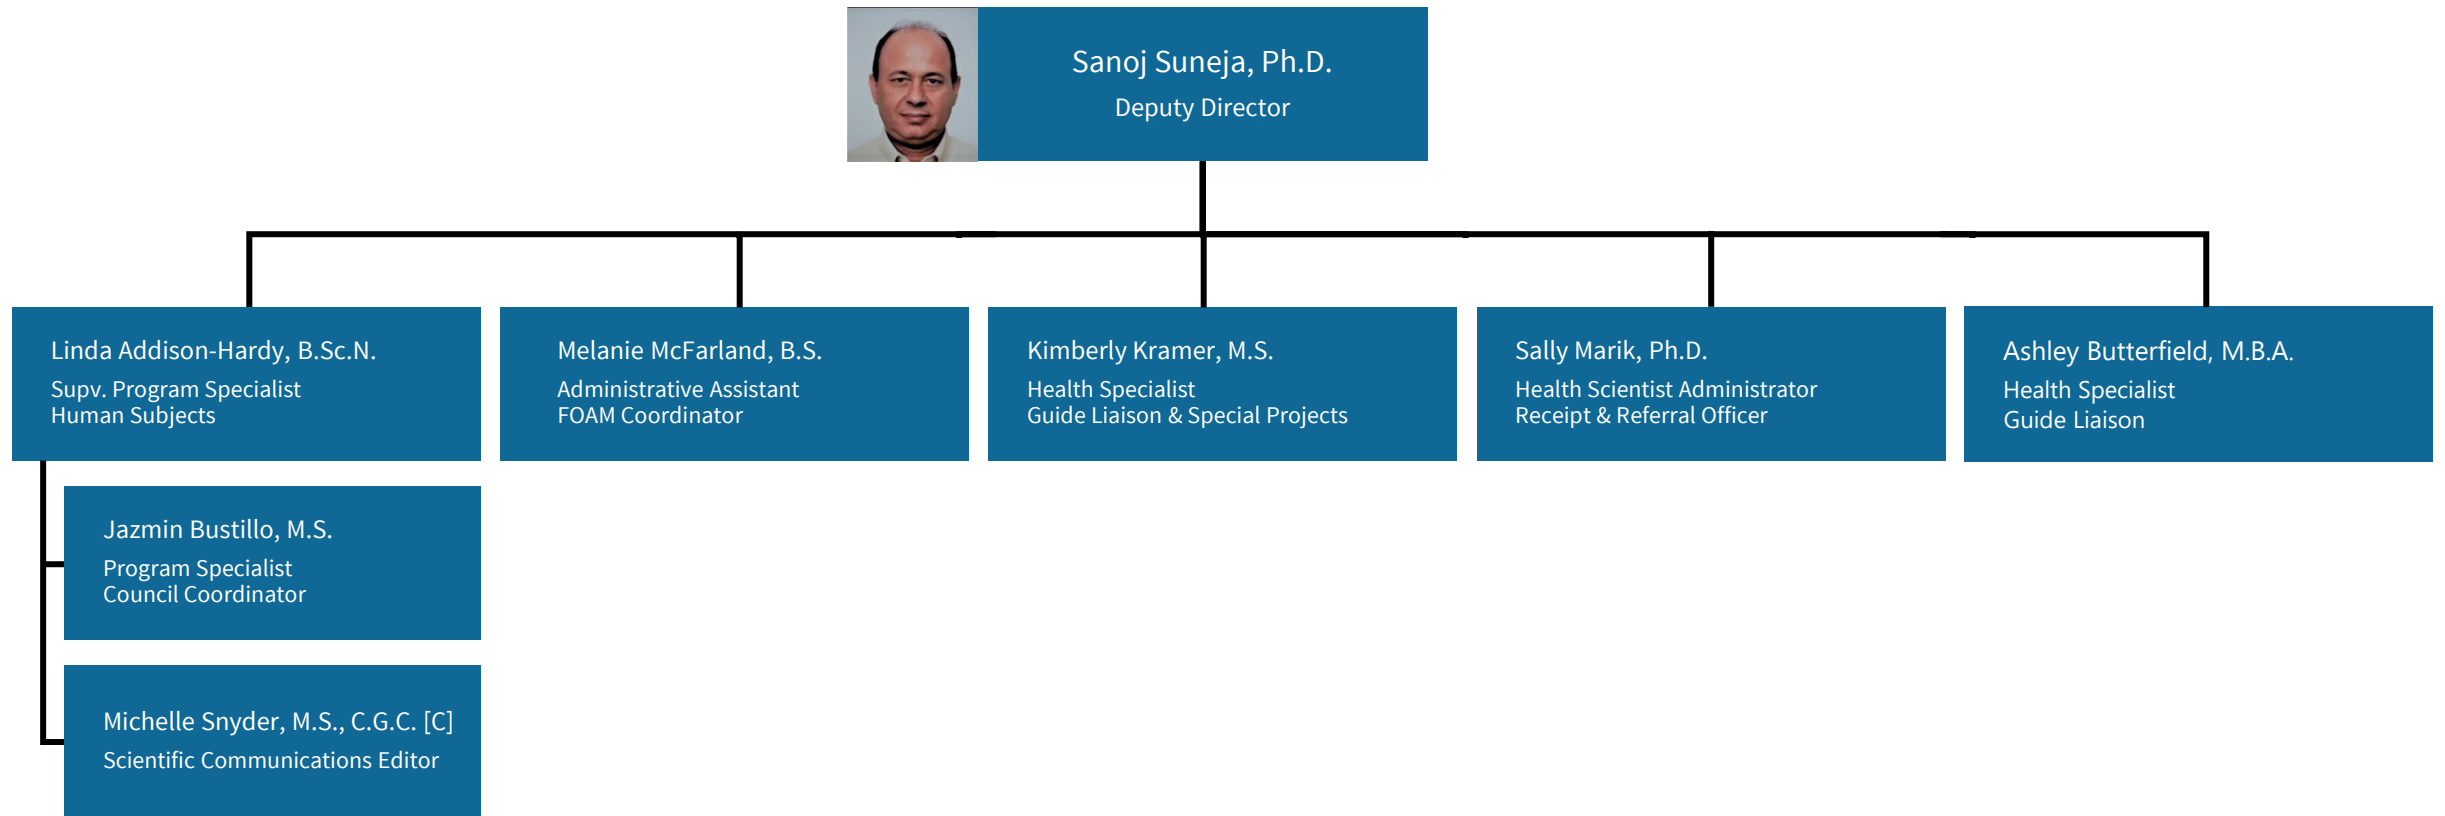 Sanoj Suneja, Ph.D.
Deputy Director
Linda Addison-Hardy, B.Sc.N.
Supv. Program Specialist
Human Subjects
Melanie McFarland, B.S.
Administrative Assistant
FOAM Coordinator
Kimberly Kramer, M.S.
Health Specialist
Guide Liaison & Special Projects
Sally Marik, Ph.D.
Health Scientist Administrator
Receipt & Referral Officer
Ashley Butterfield, M.B.A.
Health Specialist
Guide Liaison
Jazmin Bustillo, M.S.
Program Specialist
Council Coordinator
Michelle Snyder, M.S., C.G.C. [C]
Scientific Communications Editor